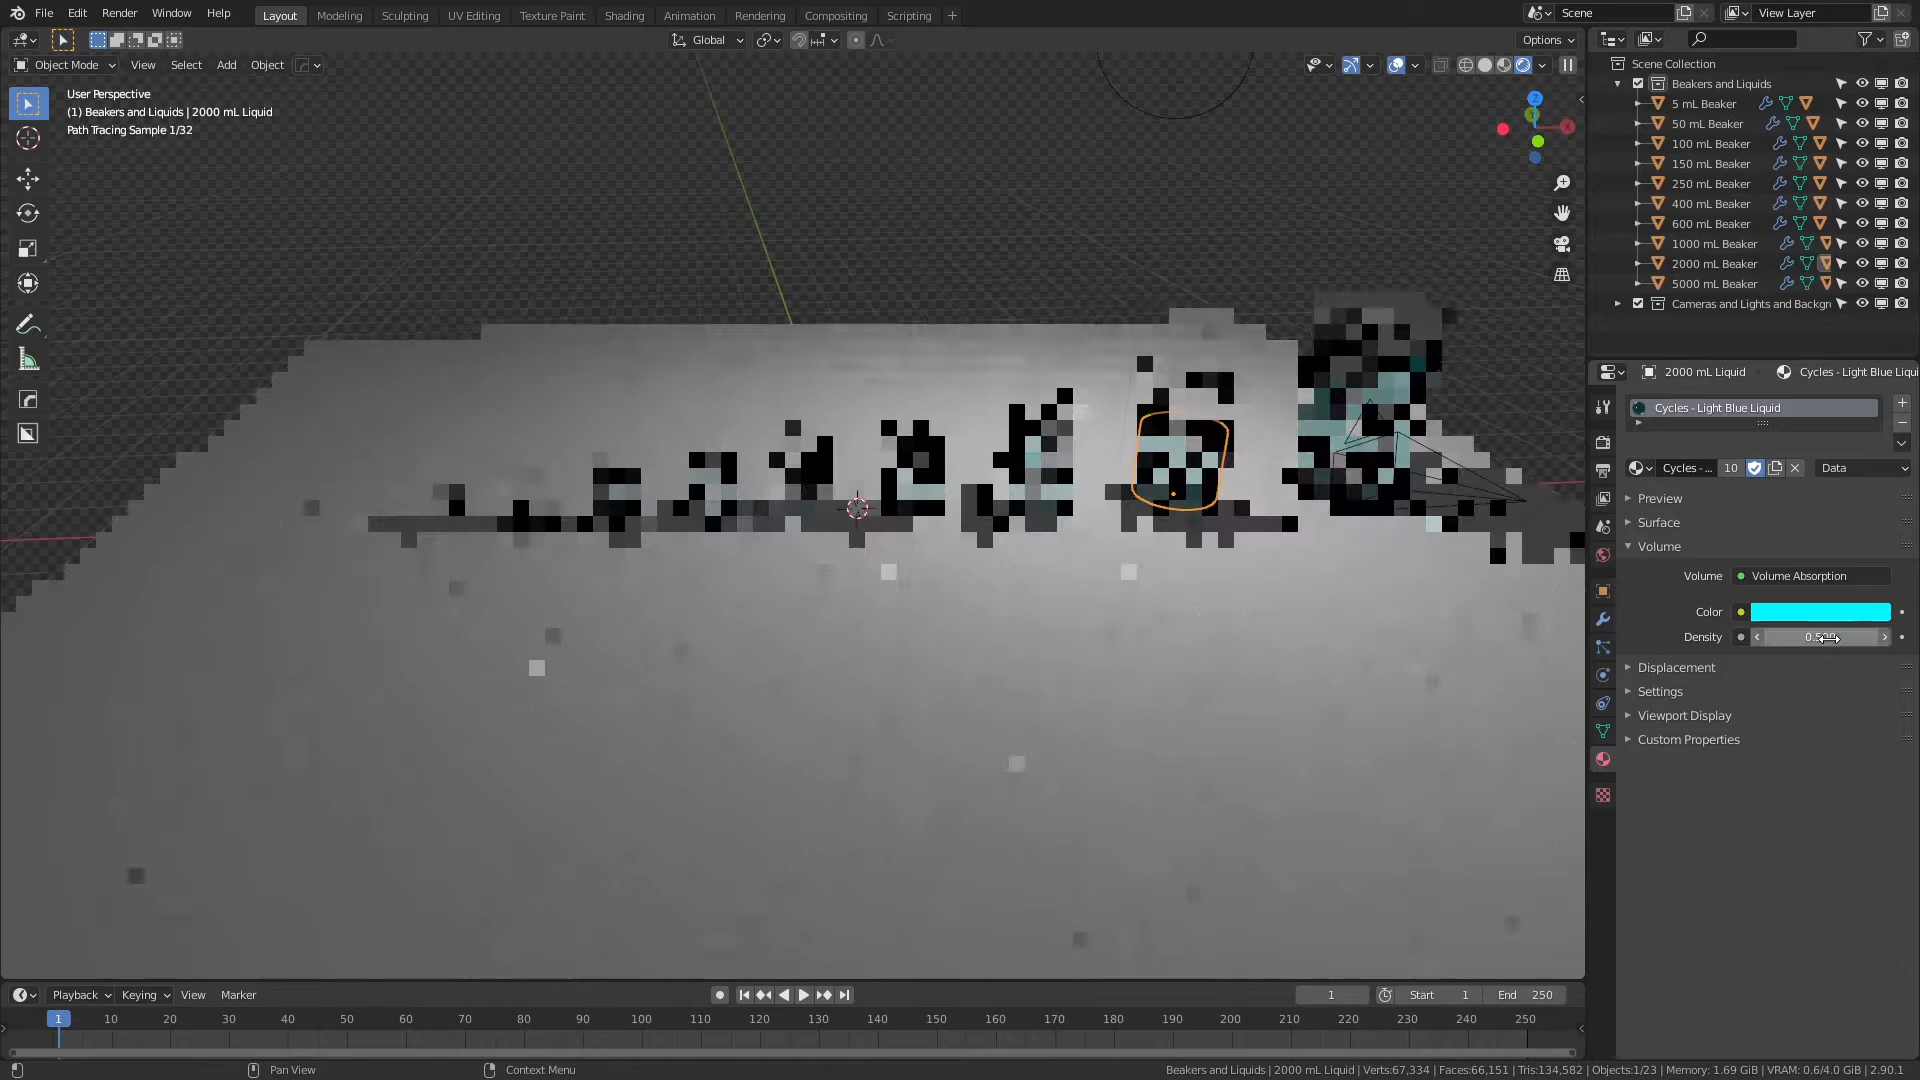 File Edit Render Window Help Layout Modeling Sculpting UV Editing Texture Paint Shading Animation Rendering Compositing Scripting + Scene View Layer
Global Options
Object Mode View Select Add Object
User Perspective
(1) Beakers and Liquids | 2000 mL Liquid
Path Tracing Sample 1/32
Z
Y
X
Scene Collection
Beakers and Liquids
5 mL Beaker
50 mL Beaker
100 mL Beaker
150 mL Beaker
250 mL Beaker
400 mL Beaker
600 mL Beaker
1000 mL Beaker
2000 mL Beaker
5000 mL Beaker
Cameras and Lights and Backgr
2000 mL Liquid Cycles - Light Blue Liqui
Cycles - Light Blue Liquid
Cycles - ... 10 Data
Preview
Surface
Volume
Volume Volume Absorption
Color
Density
Displacement
Settings
Viewport Display
Custom Properties
Playback Keying View Marker 1 Start 1 End 250
1 10 20 30 40 50 60 70 80 90 100 110 120 130 140 150 160 170 180 190 200 210 220 230 240 250
Pan View Context Menu Beakers and Liquids | 2000 mL Liquid | Verts:67,334 | Faces:66,151 | Tris:134,582 | Objects:1/23 | Memory: 1.69 GiB | VRAM: 0.6/4.0 GiB | 2.90.1